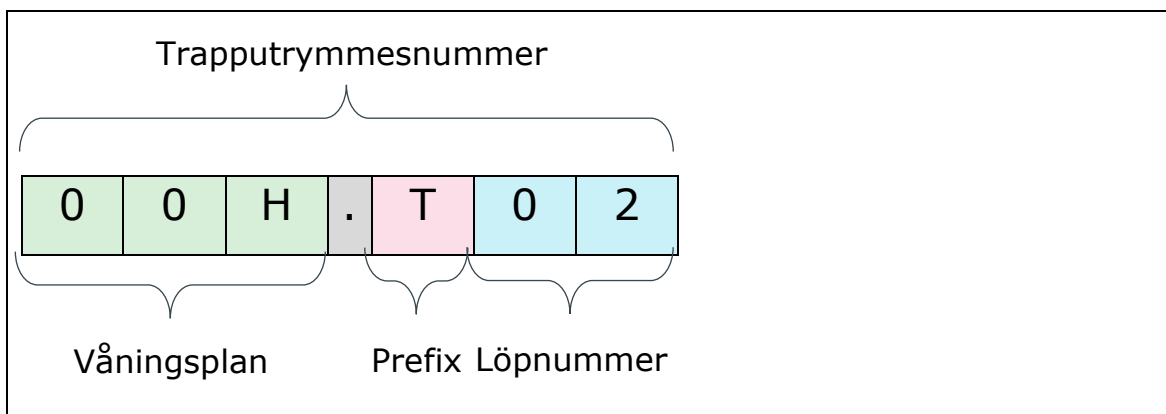 Trapputrymmesnummer
0 0 H . T 0 2
Våningsplan Prefix Löpnummer